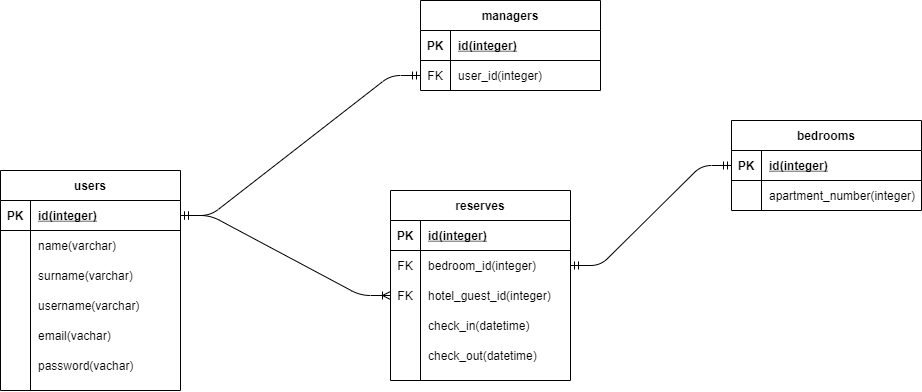 managers
PK id(integer)
FK user_id(integer)
bedrooms
PK id(integer)
apartment_number(integer)
users
PK id(integer)
name(varchar)
surname(varchar)
username(varchar)
email(vachar)
password(vachar)
reserves
PK id(integer)
FK bedroom_id(integer)
FK hotel_guest_id(integer)
check_in(datetime)
check_out(datetime)